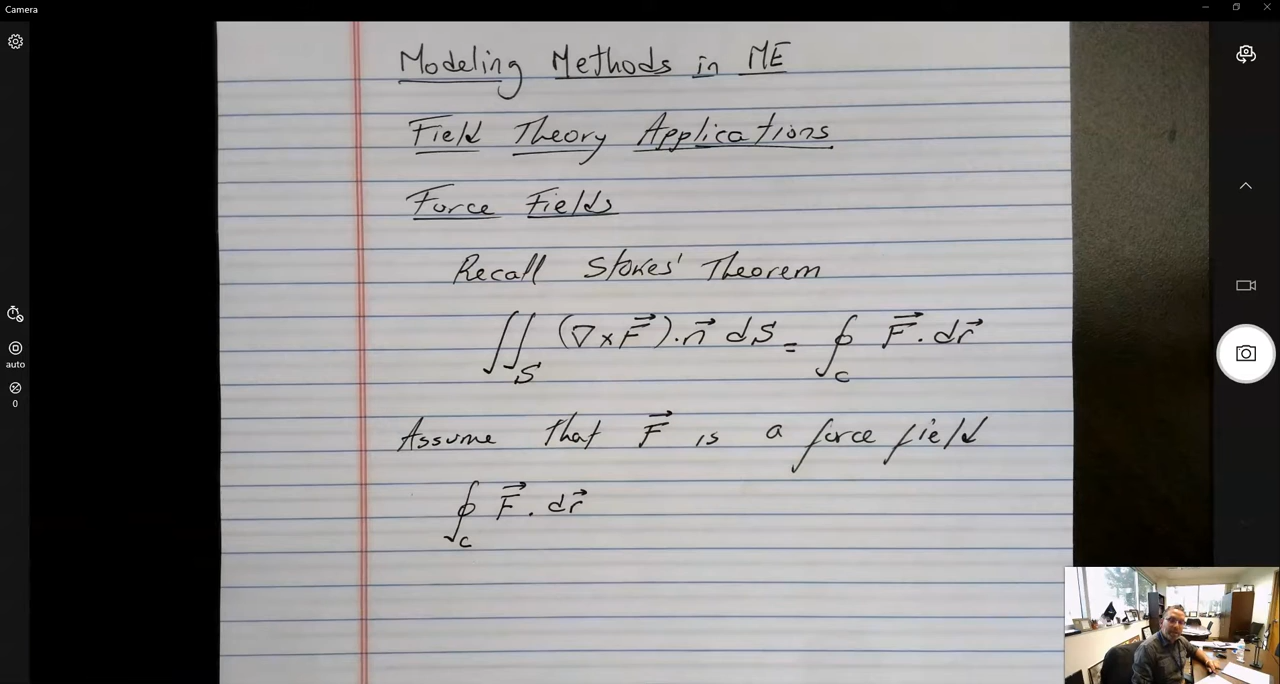 Camera
Modeling Methods in ME
Field Theory Applications
Force Fields
Recall Stokes' Theorem
∬_S (∇×F⃗)·n⃗ dS = ∮_C F⃗·dr⃗
Assume that F⃗ is a force field
∮_C F⃗·dr⃗
auto
0